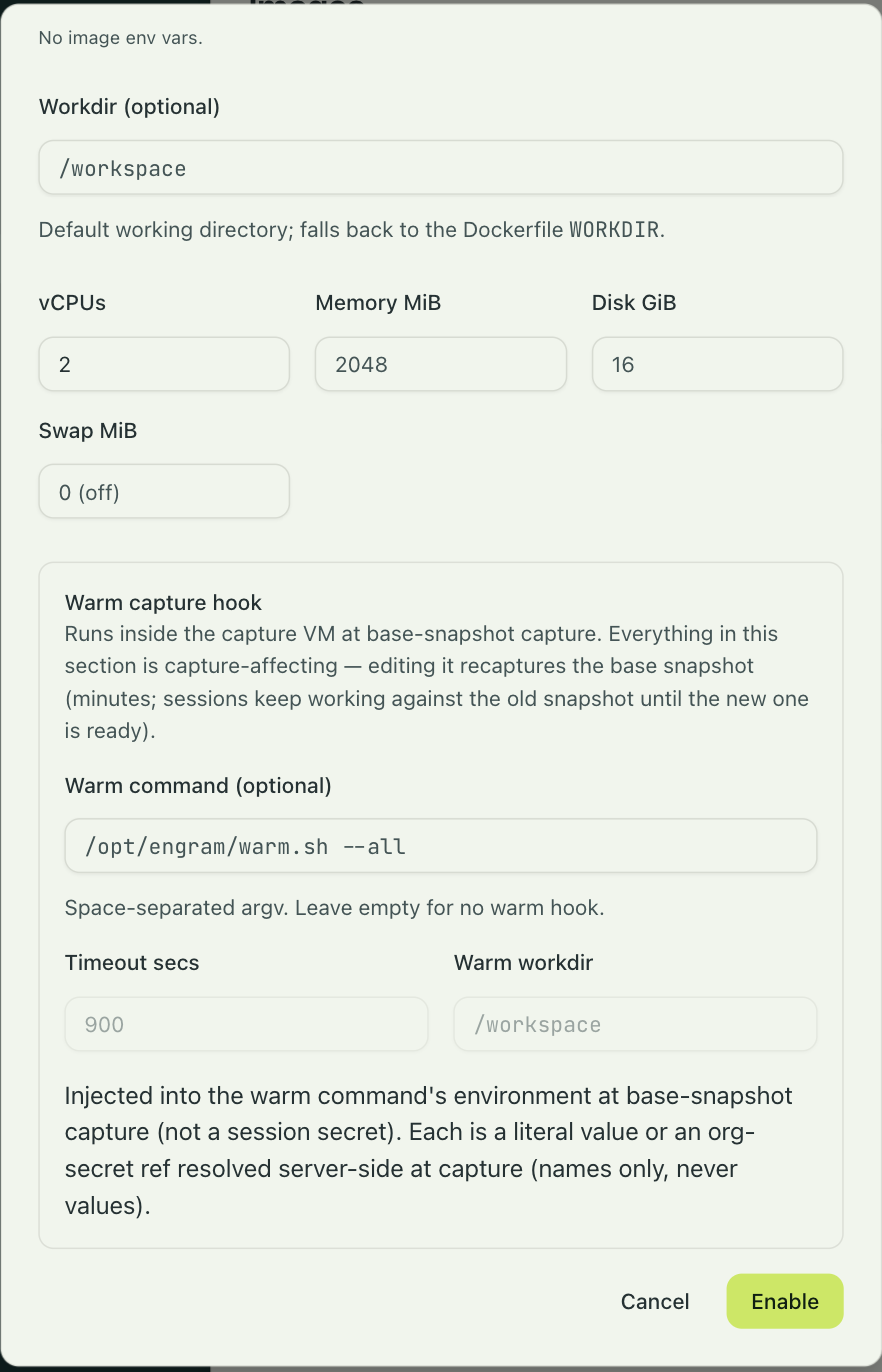 Images
No image env vars.
Workdir (optional)
/workspace
Default working directory; falls back to the Dockerfile WORKDIR.
vCPUs Memory MiB Disk GiB
2 2048 16
Swap MiB
0 (off)
Warm capture hook
Runs inside the capture VM at base-snapshot capture. Everything in this
section is capture-affecting — editing it recaptures the base snapshot
(minutes; sessions keep working against the old snapshot until the new one
is ready).
Warm command (optional)
/opt/engram/warm.sh --all
Space-separated argv. Leave empty for no warm hook.
Timeout secs Warm workdir
900 /workspace
Injected into the warm command's environment at base-snapshot
capture (not a session secret). Each is a literal value or an org-
secret ref resolved server-side at capture (names only, never
values).
Cancel Enable